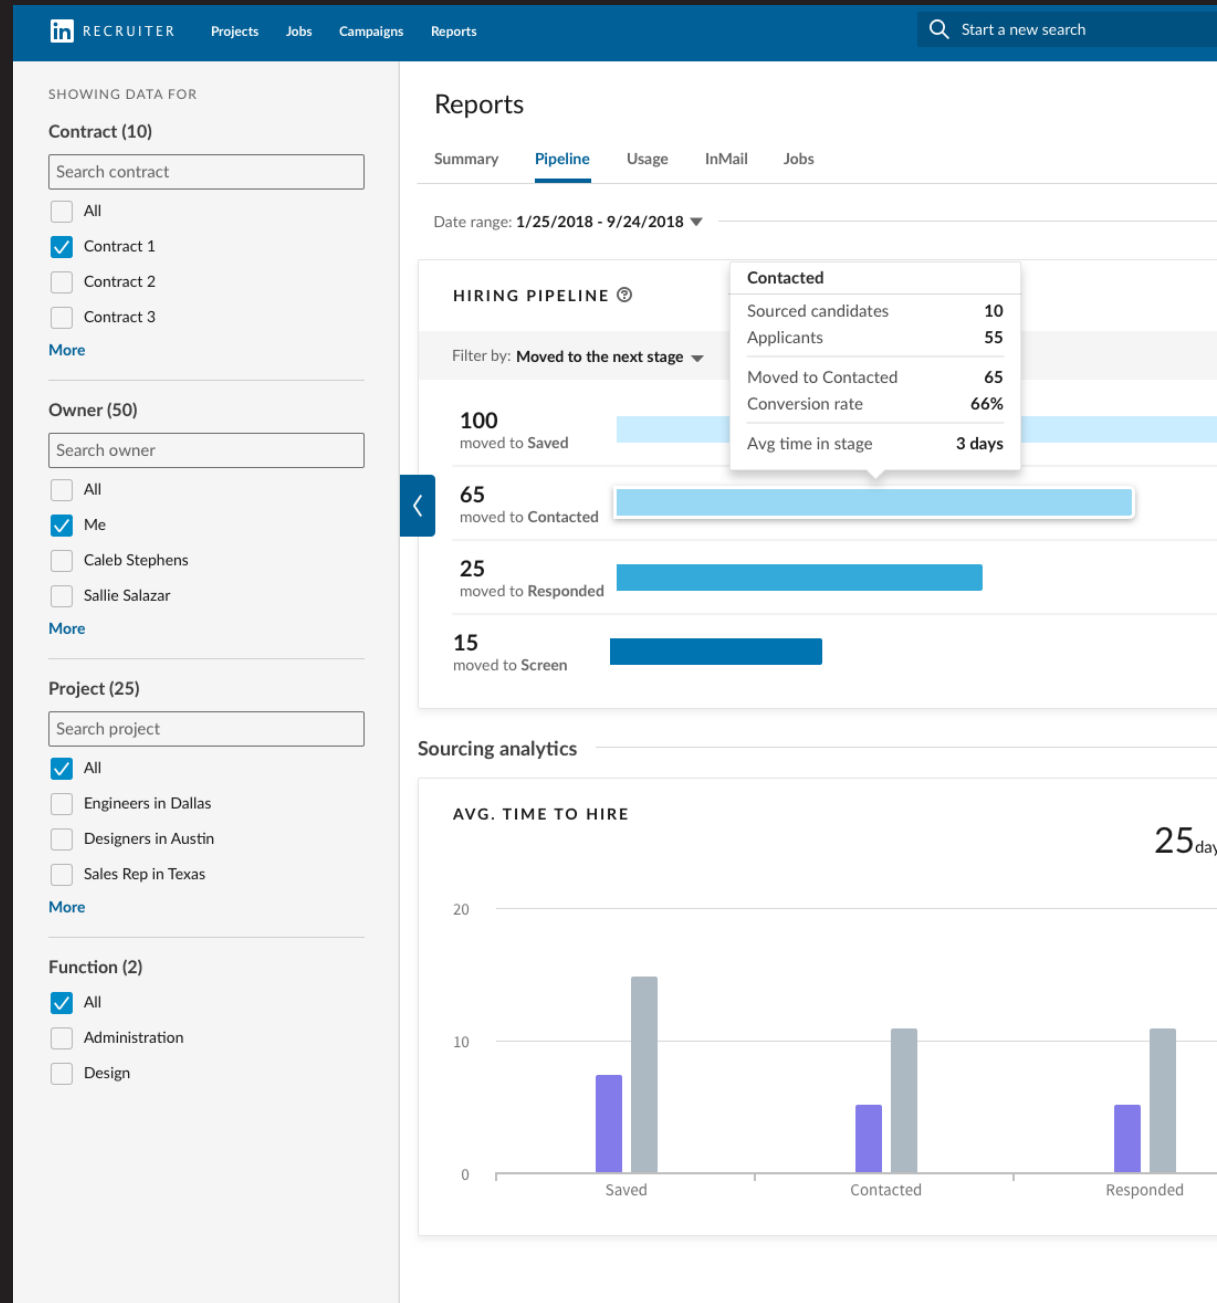 in RECRUITER Projects Jobs Campaigns Reports Start a new search
SHOWING DATA FOR
Contract (10)
Search contract
All
Contract 1
Contract 2
Contract 3
More
Owner (50)
Search owner
All
Me
Caleb Stephens
Sallie Salazar
More
Project (25)
Search project
All
Engineers in Dallas
Designers in Austin
Sales Rep in Texas
More
Function (2)
All
Administration
Design
Reports
Summary Pipeline Usage InMail Jobs
Date range: 1/25/2018 - 9/24/2018
HIRING PIPELINE ?
Filter by: Moved to the next stage
Contacted
Sourced candidates 10
Applicants 55
Moved to Contacted 65
Conversion rate 66%
Avg time in stage 3 days
100
moved to Saved
65
moved to Contacted
25
moved to Responded
15
moved to Screen
Sourcing analytics
AVG. TIME TO HIRE
25 day
20
10
0
Saved Contacted Responded